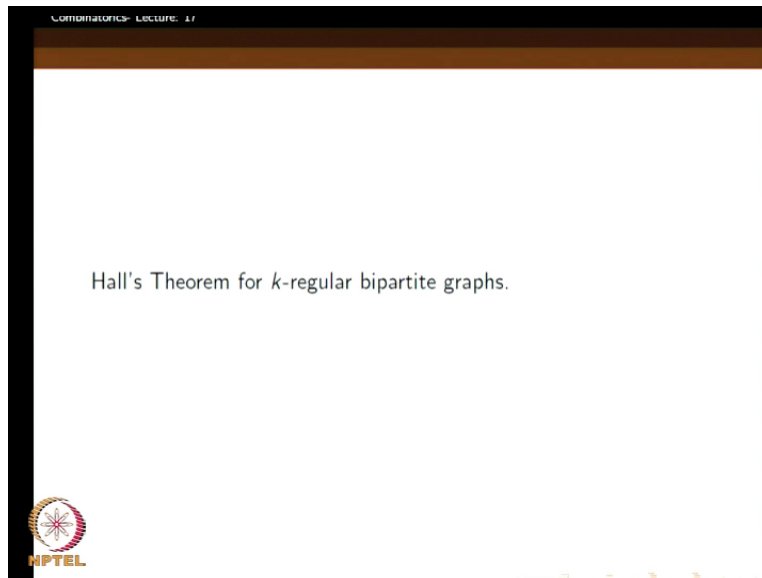 Combinatorics- Lecture: 17
Hall's Theorem for k-regular bipartite graphs.
NPTEL